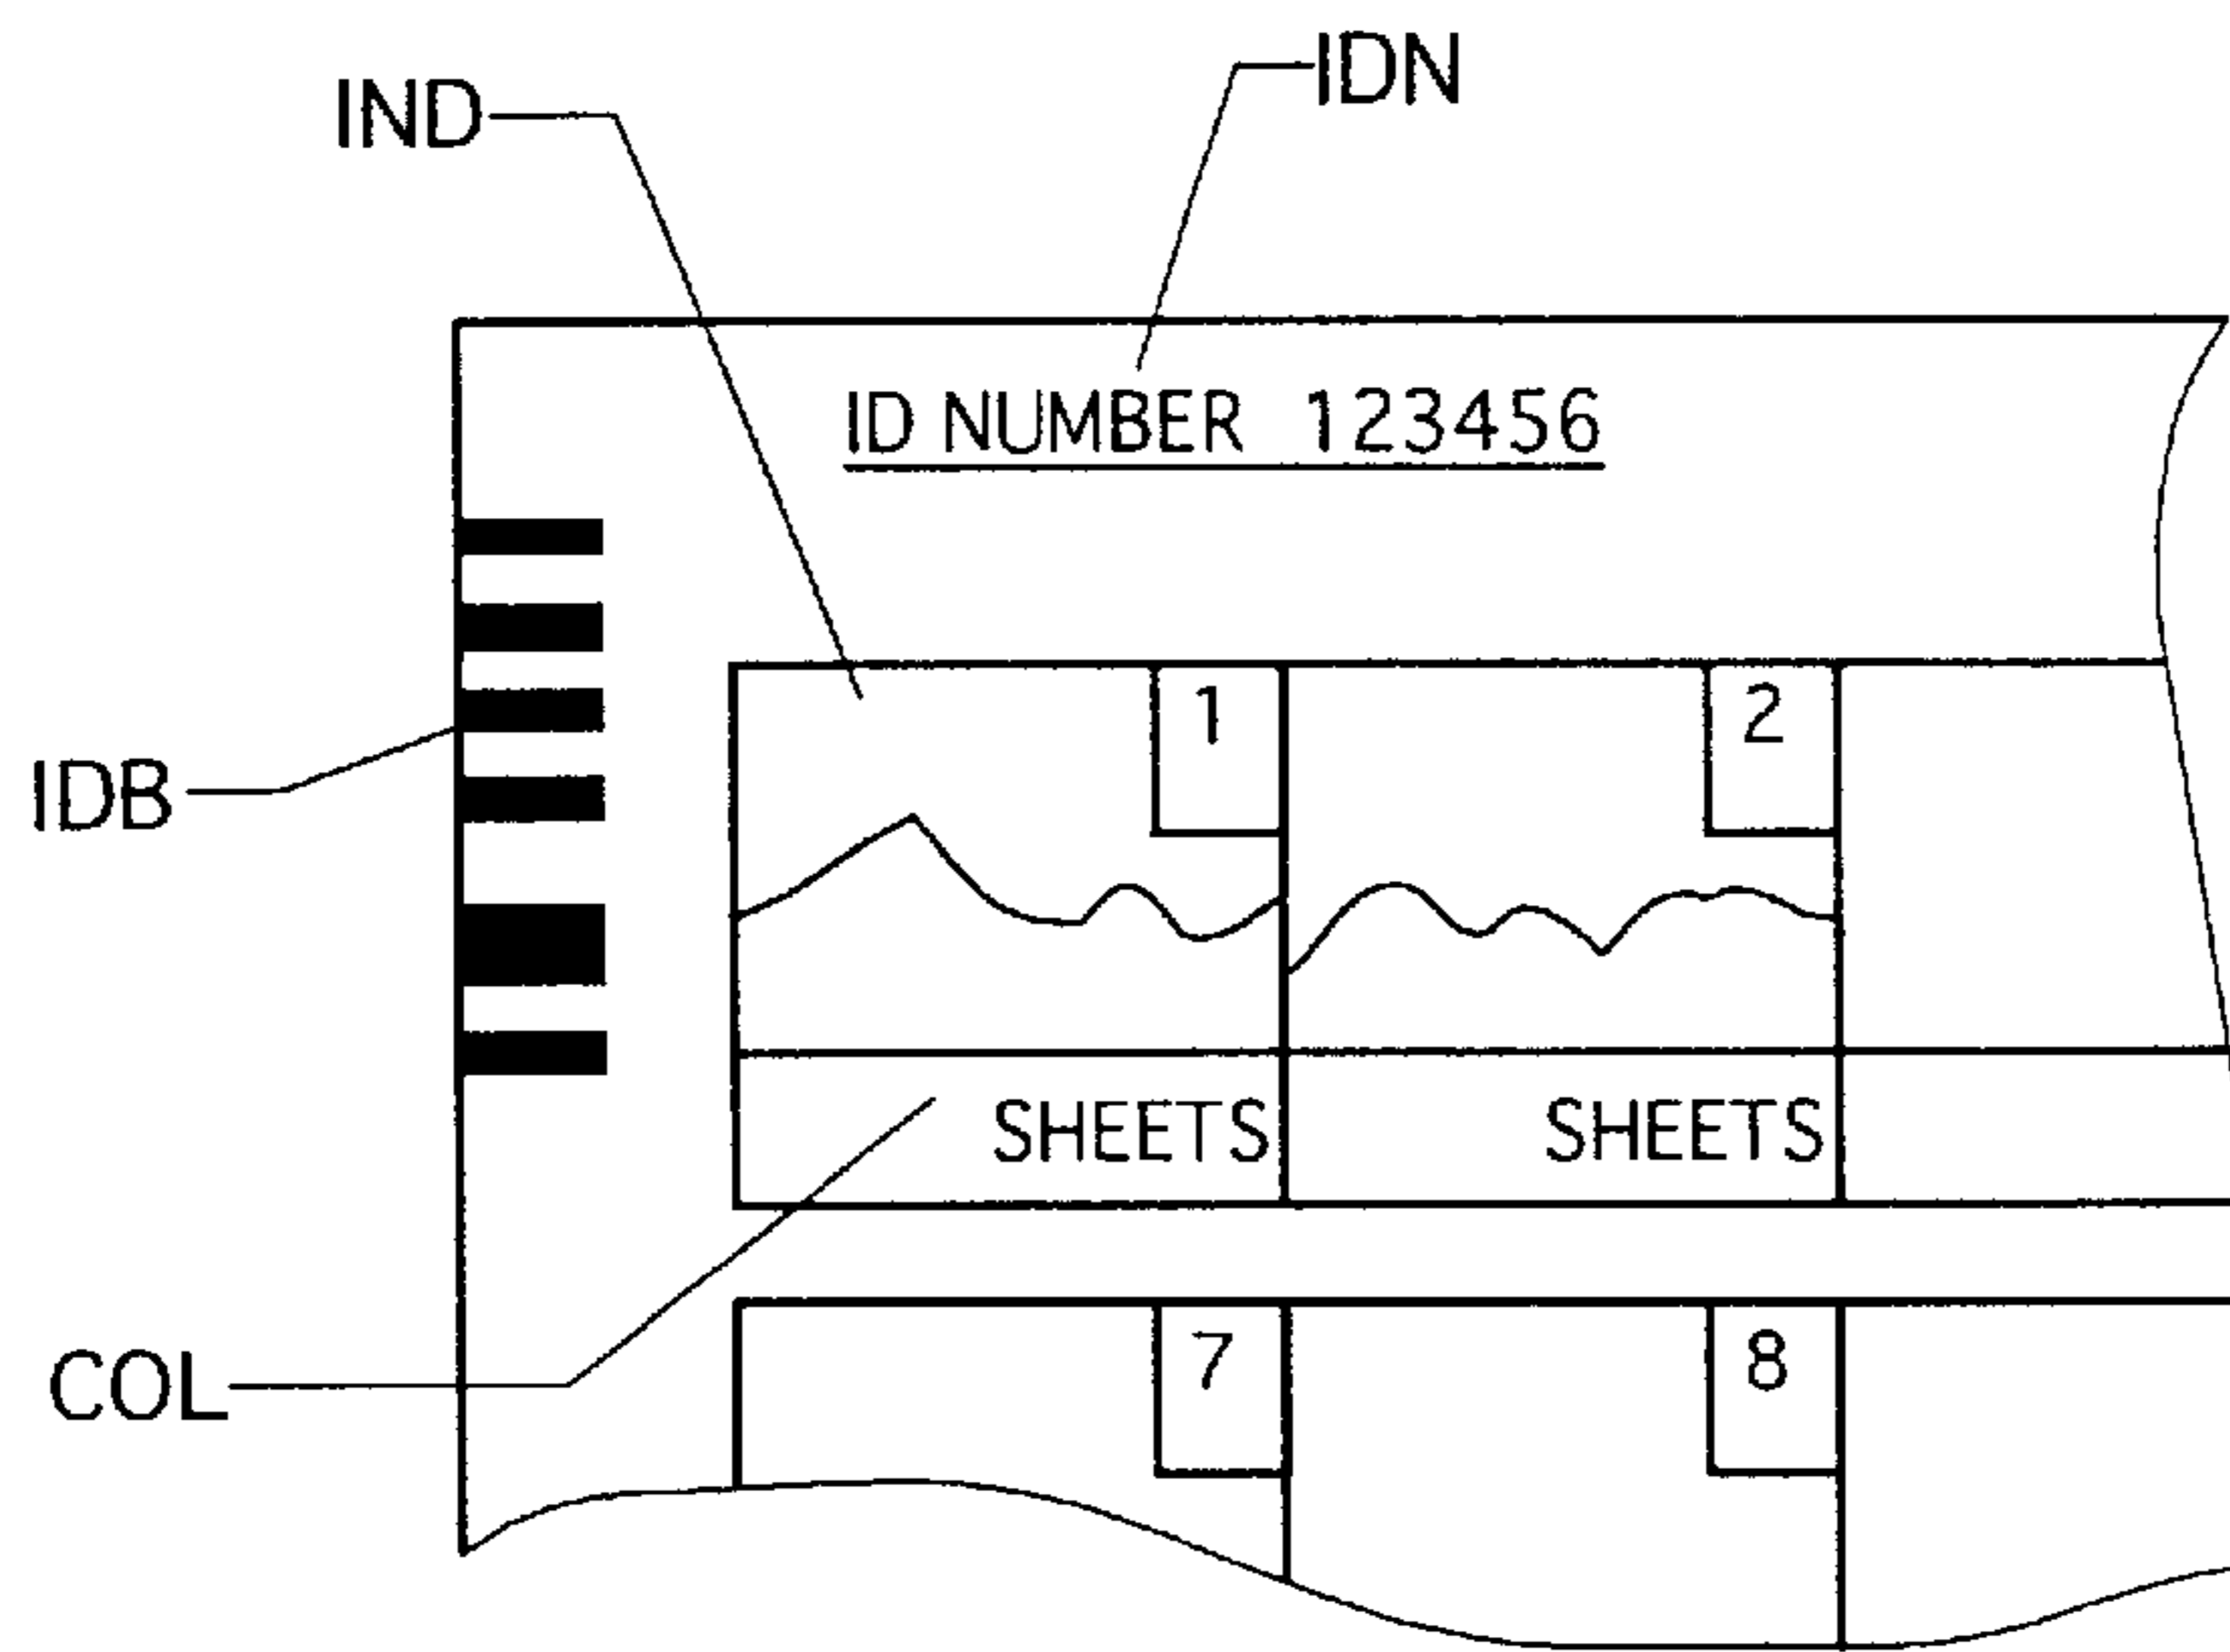 IDN
IND
ID NUMBER 123456
1 2
IDB
SHEETS SHEETS
COL
7 8